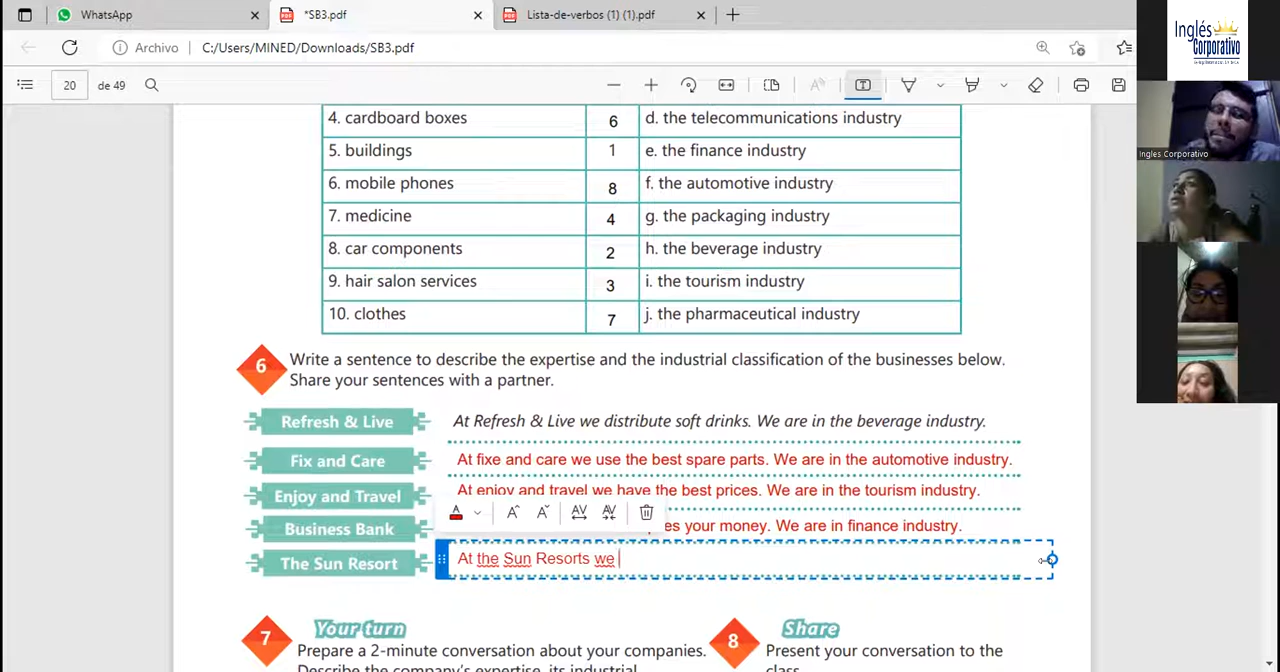 WhatsApp
*SB3.pdf
Lista-de-verbos (1) (1).pdf
Archivo
C:/Users/MINED/Downloads/SB3.pdf
20
de 49
4. cardboard boxes 6 d. the telecommunications industry
5. buildings 1 e. the finance industry
6. mobile phones 8 f. the automotive industry
7. medicine 4 g. the packaging industry
8. car components 2 h. the beverage industry
9. hair salon services 3 i. the tourism industry
10. clothes 7 j. the pharmaceutical industry
6 Write a sentence to describe the expertise and the industrial classification of the businesses below.
Share your sentences with a partner.
Refresh & Live At Refresh & Live we distribute soft drinks. We are in the beverage industry.
Fix and Care At fixe and care we use the best spare parts. We are in the automotive industry.
Enjoy and Travel At enjoy and travel we have the best prices. We are in the tourism industry.
Business Bank es your money. We are in finance industry.
The Sun Resort At the Sun Resorts we
7 Your turn
Prepare a 2-minute conversation about your companies.
Describe the company's expertise, its industrial
8 Share
Present your conversation to the
class.
Inglés
Corporativo
Ingles Corporativo